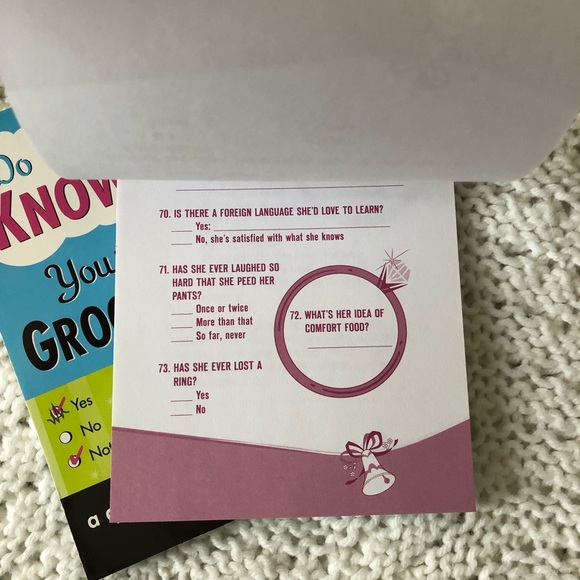 Do
KNOW
You
GROO
Yes
No
Not
a
70. IS THERE A FOREIGN LANGUAGE SHE'D LOVE TO LEARN?
____ Yes: ____
____ No, she's satisfied with what she knows
71. HAS SHE EVER LAUGHED SO
HARD THAT SHE PEED HER
PANTS?
____ Once or twice
____ More than that
____ So far, never
72. WHAT'S HER IDEA OF
COMFORT FOOD?
73. HAS SHE EVER LOST A
RING?
____ Yes
____ No